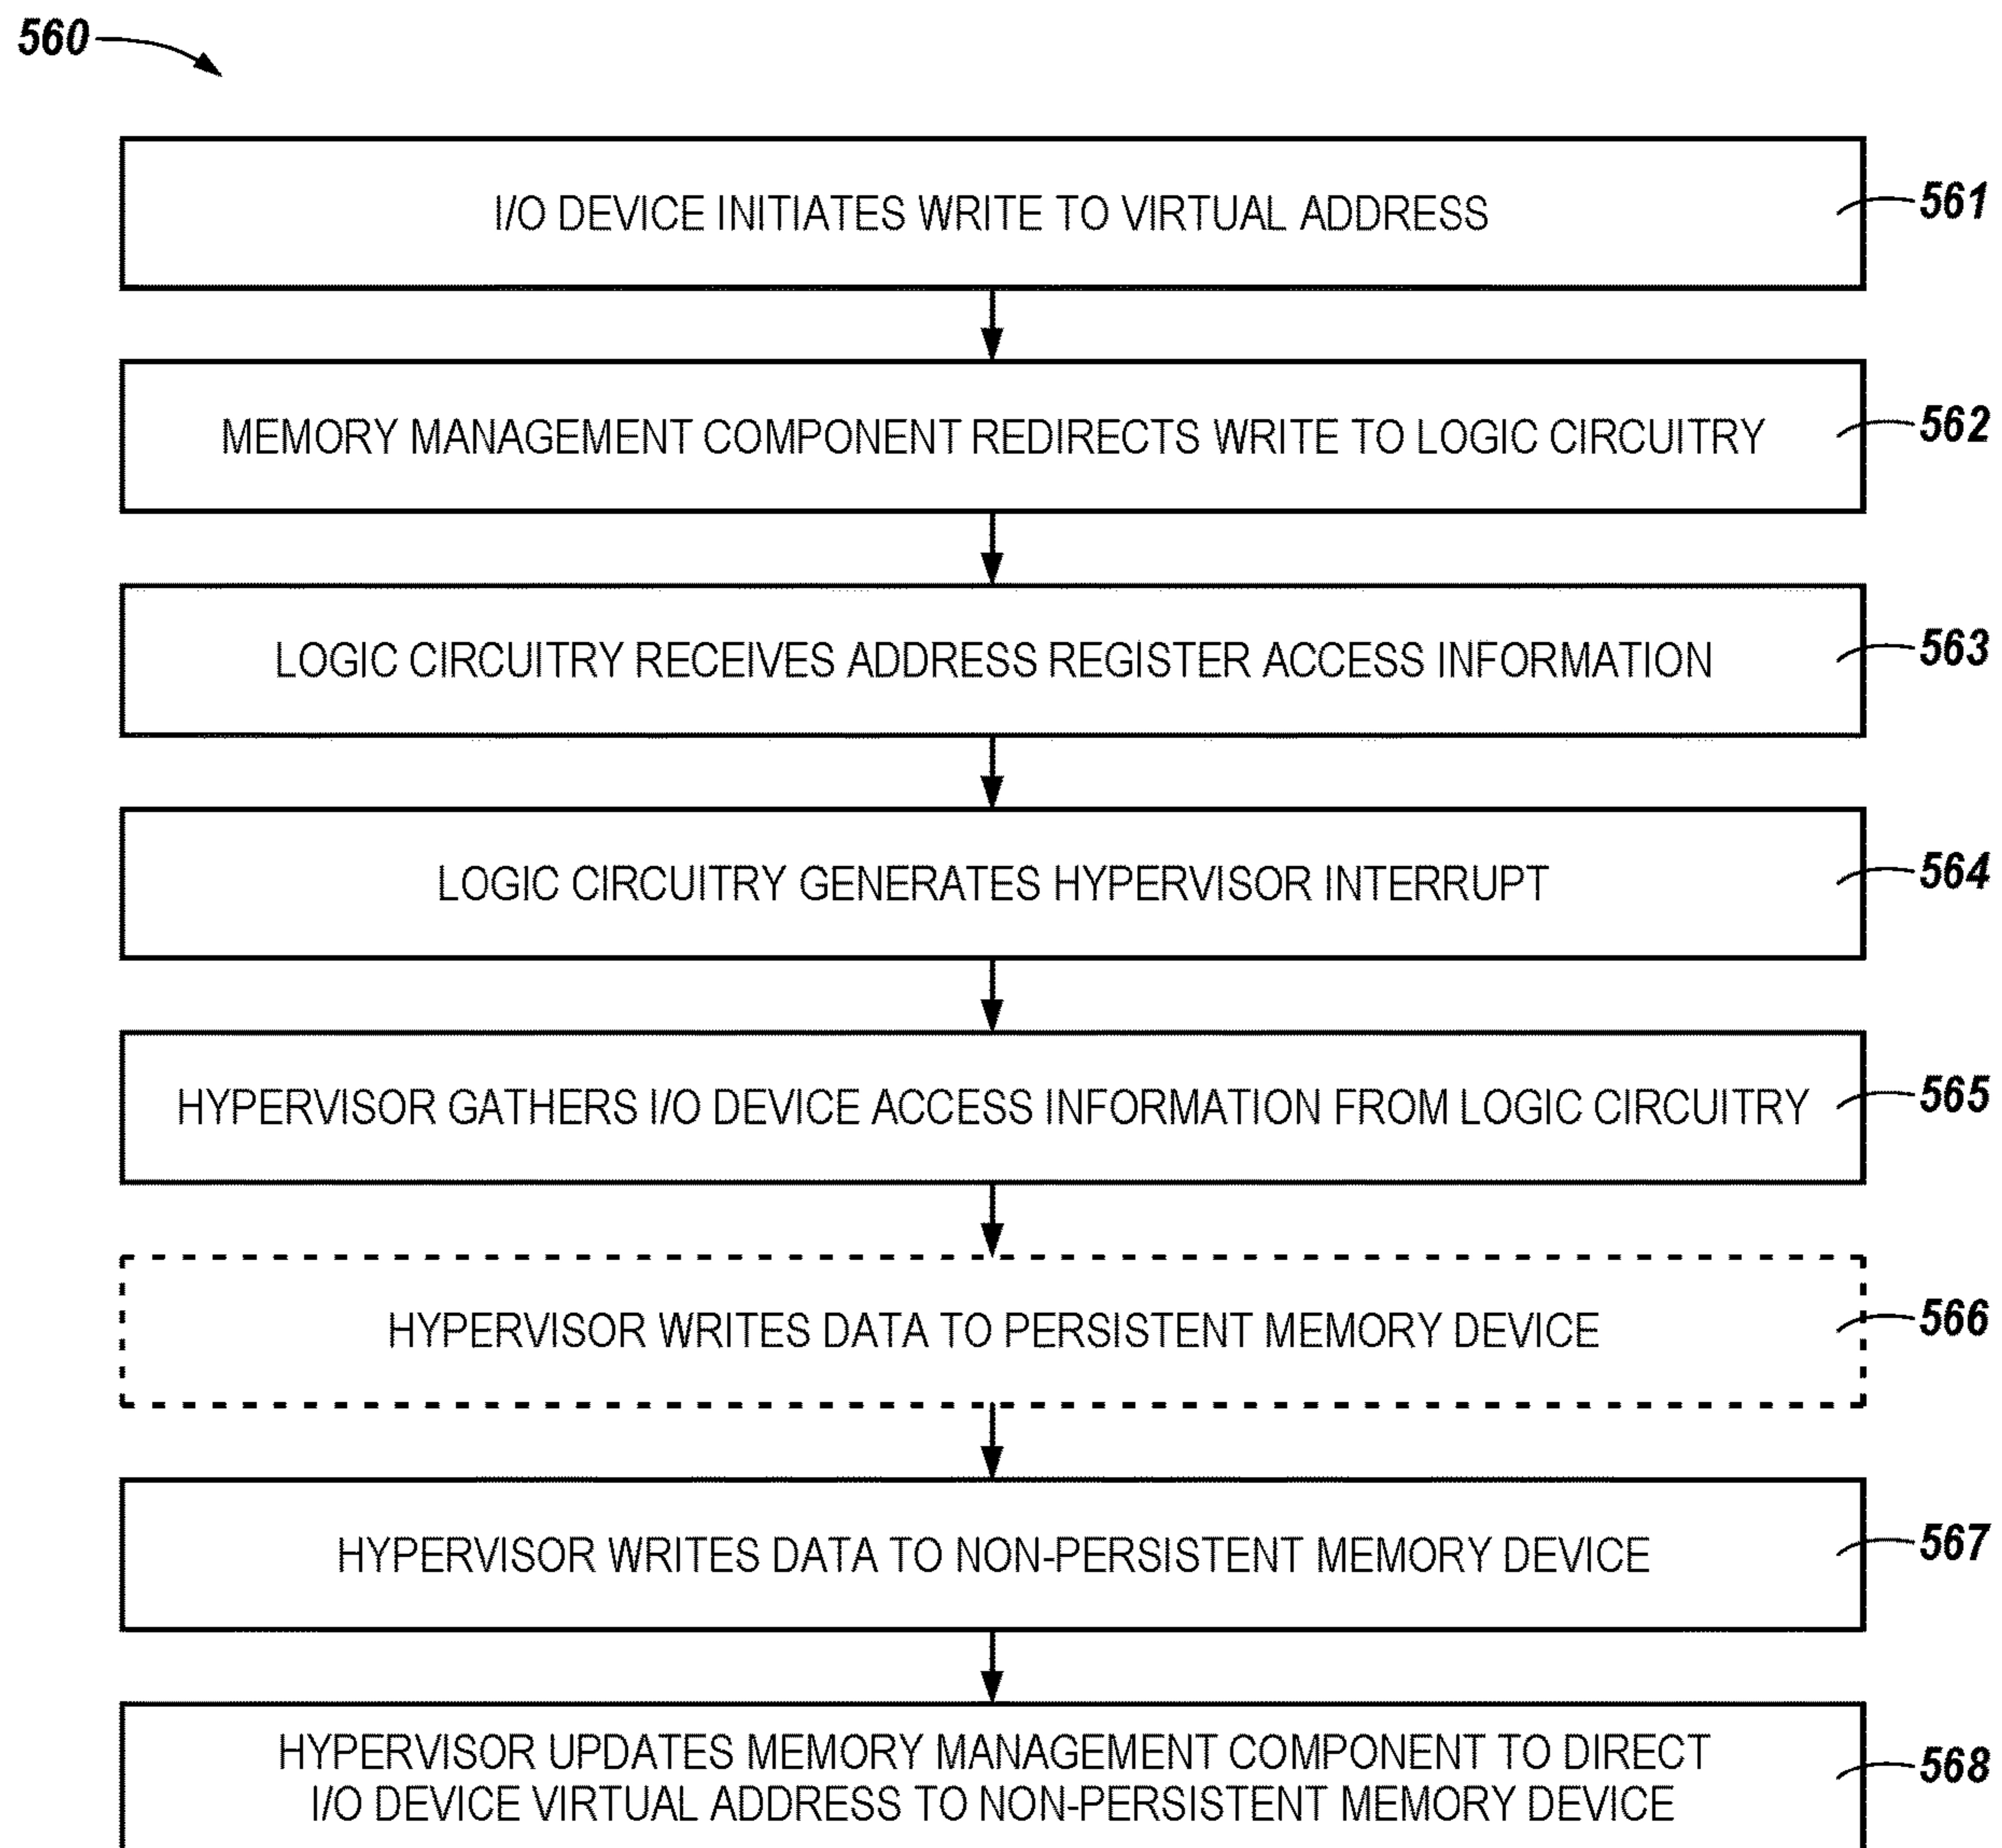 560
I/O DEVICE INITIATES WRITE TO VIRTUAL ADDRESS
561
MEMORY MANAGEMENT COMPONENT REDIRECTS WRITE TO LOGIC CIRCUITRY
562
LOGIC CIRCUITRY RECEIVES ADDRESS REGISTER ACCESS INFORMATION
563
LOGIC CIRCUITRY GENERATES HYPERVISOR INTERRUPT
564
HYPERVISOR GATHERS I/O DEVICE ACCESS INFORMATION FROM LOGIC CIRCUITRY
565
HYPERVISOR WRITES DATA TO PERSISTENT MEMORY DEVICE
566
HYPERVISOR WRITES DATA TO NON-PERSISTENT MEMORY DEVICE
567
HYPERVISOR UPDATES MEMORY MANAGEMENT COMPONENT TO DIRECT
I/O DEVICE VIRTUAL ADDRESS TO NON-PERSISTENT MEMORY DEVICE
568